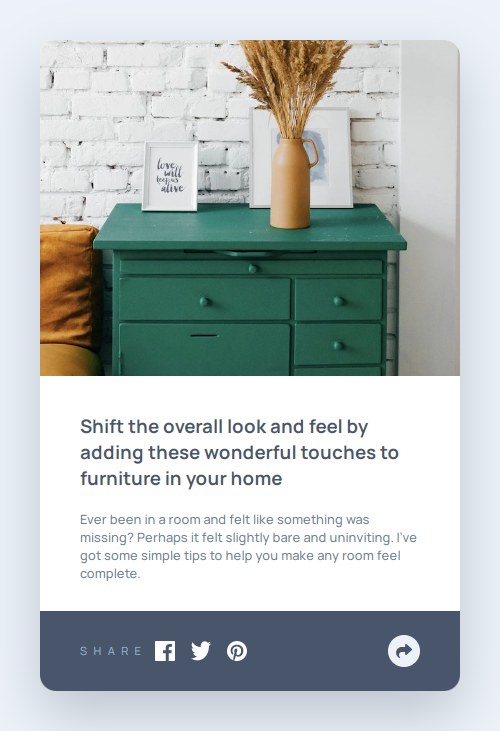 love
will
keep us
alive
Shift the overall look and feel by
adding these wonderful touches to
furniture in your home
Ever been in a room and felt like something was
missing? Perhaps it felt slightly bare and uninviting. I've
got some simple tips to help you make any room feel
complete.
SHARE